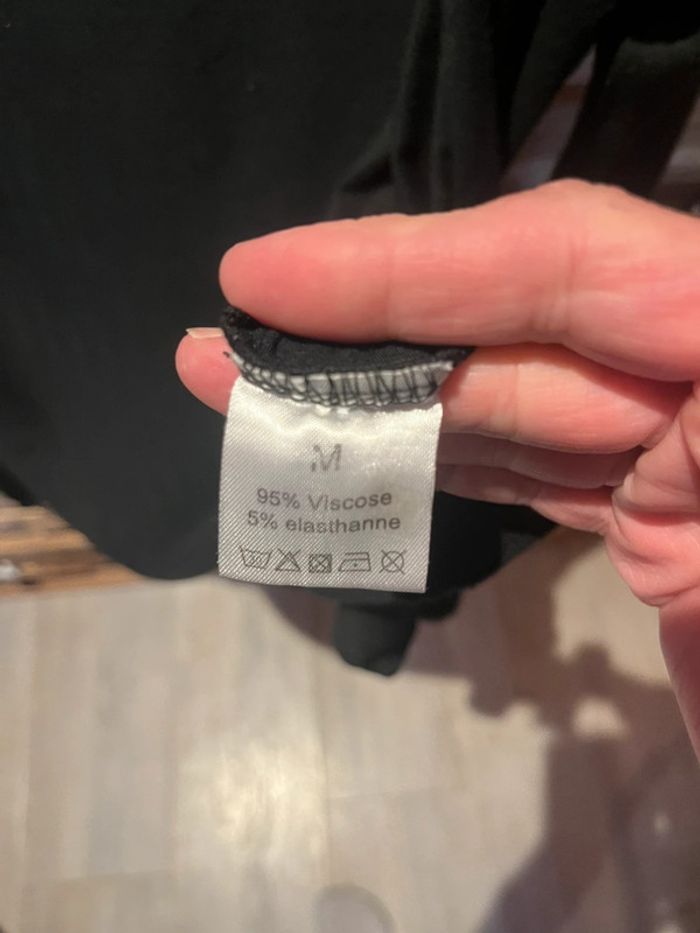 M
95% Viscose
5% elasthanne